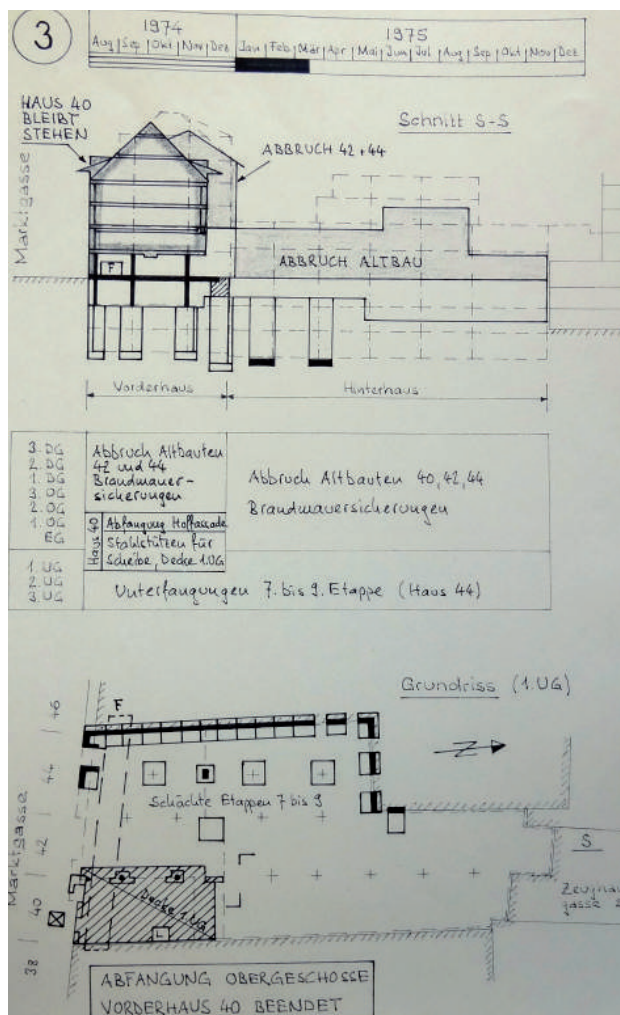 3
1974
1975
Aug Sep Okt Nov Dez Jan Feb Mär Apr Mai Jun Jul Aug Sep Okt Nov Dez
HAUS 40
BLEIBT
STEHEN
Schnitt S-S
ABBRUCH 42+44
Marktgasse
F
ABBRUCH ALTBAU
Vorderhaus
Hinterhaus
3. DG
2. DG
1. DG
3. OG
2. OG
1. OG
EG
Abbruch Altbauten
42 und 44
Brandmauer-
sicherungen
Haus 40
Abfangung Hoffassade
Stahlstützen für
Scheibe, Decke 1.UG
Abbruch Altbauten 40, 42, 44
Brandmauersicherungen
1. UG
2. UG
3. UG
Unterfangungen 7. bis 9. Etappe (Haus 44)
Grundriss (1.UG)
46
F
Z
44
Schächte Etappen 7 bis 9
Marktgasse
42
S
Decke 1.UG
40
L
38
gasse
ABFANGUNG OBERGESCHOSSE
VORDERHAUS 40 BEENDET